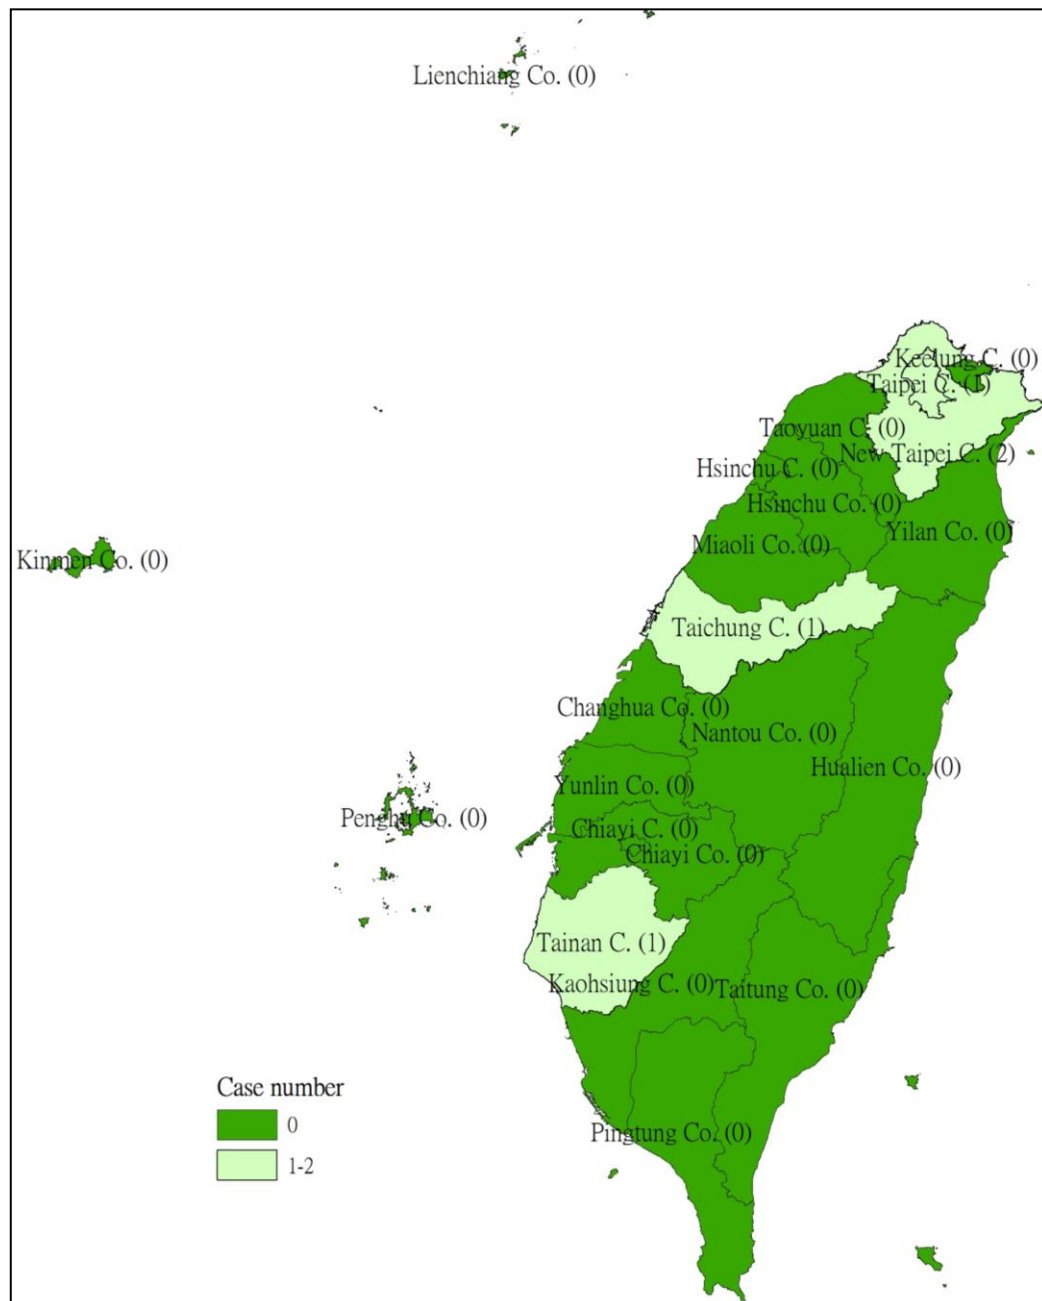 Lienchiang Co. (0)
Keelung C. (0)
Taipei C. (1)
Taoyuan C. (0)
New Taipei C. (2)
Hsinchu C. (0)
Hsinchu Co. (0)
Yilan Co. (0)
Miaoli Co. (0)
Kinmen Co. (0)
Taichung C. (1)
Changhua Co. (0)
Nantou Co. (0)
Hualien Co. (0)
Yunlin Co. (0)
Penghu Co. (0)
Chiayi C. (0)
Chiayi Co. (0)
Tainan C. (1)
Kaohsiung C. (0)
Taitung Co. (0)
Case number
0
1-2
Pingtung Co. (0)